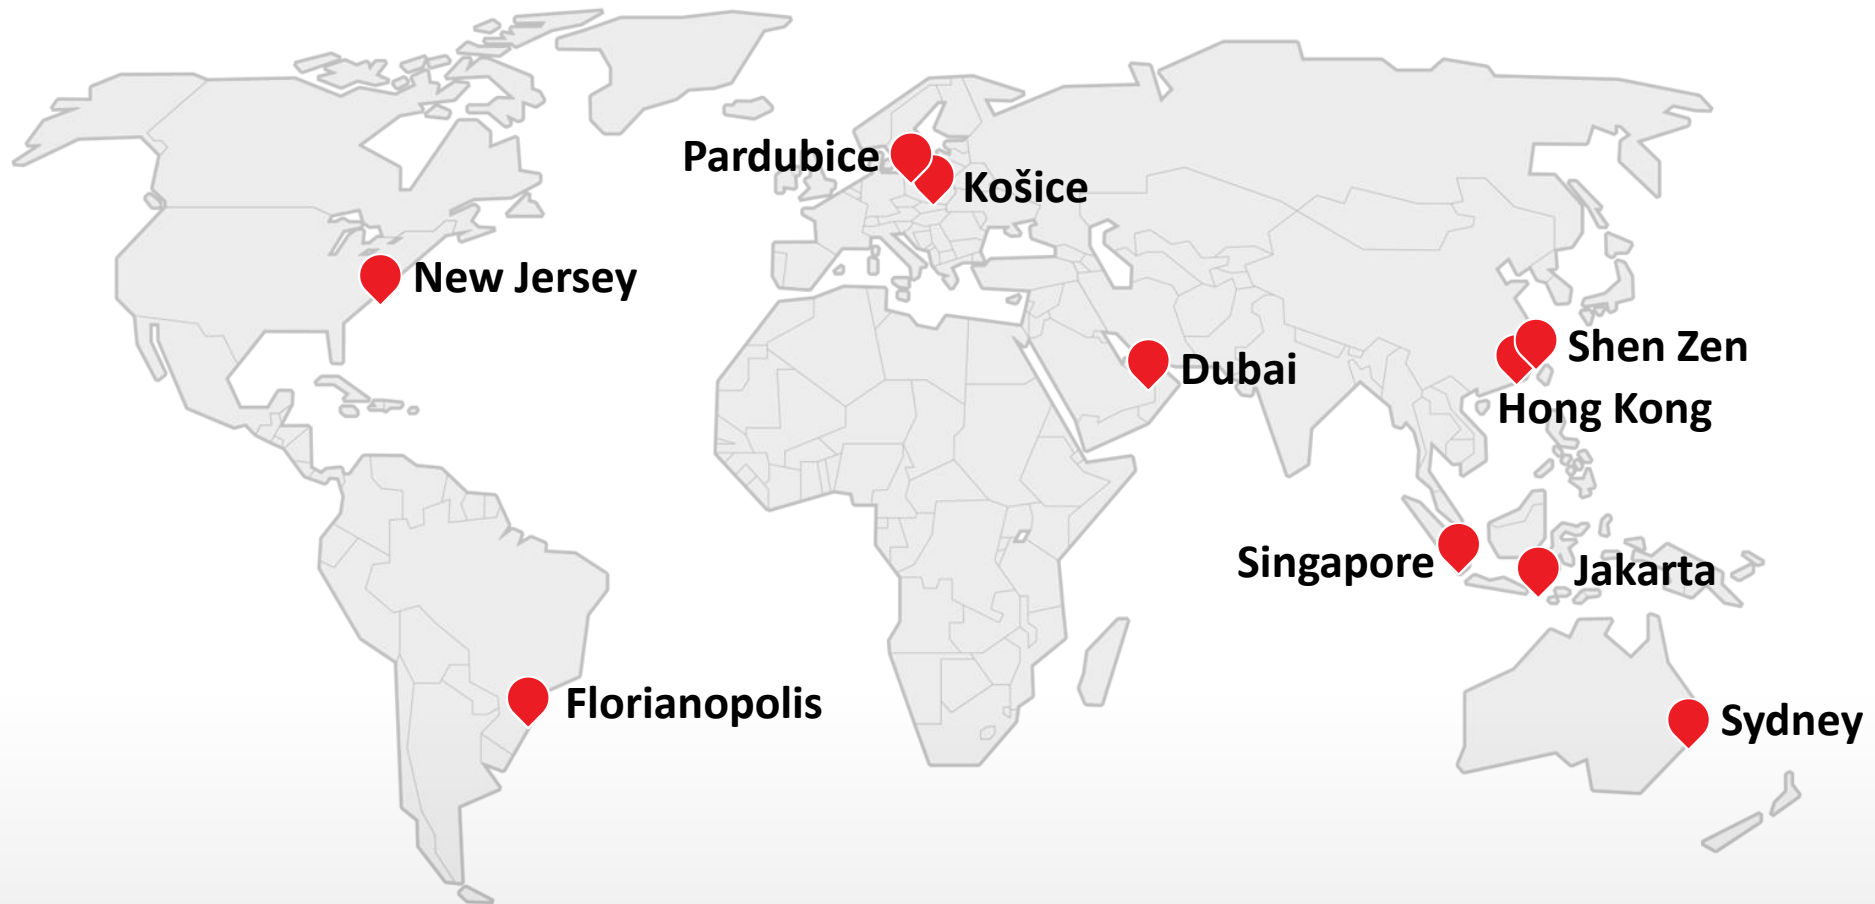 Pardubice
Košice
New Jersey
Shen Zen
Dubai
Hong Kong
Singapore
Jakarta
Florianopolis
Sydney